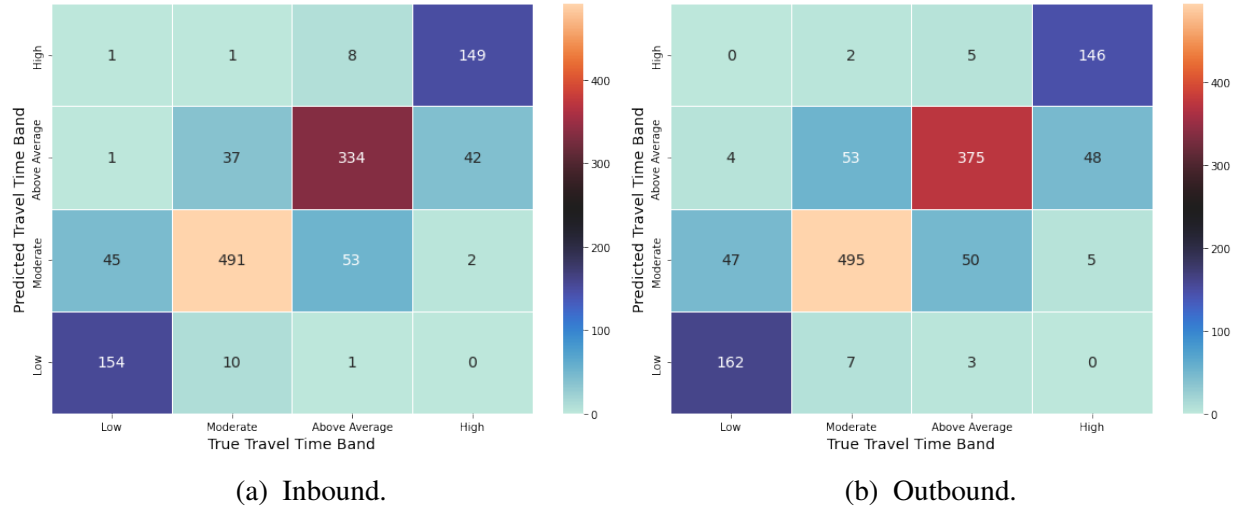 High 1 1 8 149
Above Average 1 37 334 42
Moderate 45 491 53 2
Low 154 10 1 0
Low Moderate Above Average High
True Travel Time Band
Predicted Travel Time Band
400
300
200
100
0
(a) Inbound.
High 0 2 5 146
Above Average 4 53 375 48
Moderate 47 495 50 5
Low 162 7 3 0
Low Moderate Above Average High
True Travel Time Band
Predicted Travel Time Band
400
300
200
100
0
(b) Outbound.